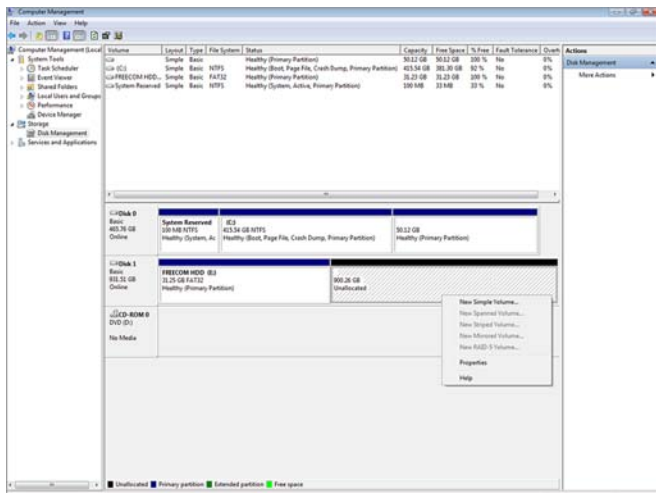 Computer Management
File Action View Help
Computer Management (Local
System Tools
Task Scheduler
Event Viewer
Shared Folders
Local Users and Groups
Performance
Device Manager
Storage
Disk Management
Services and Applications
Volume Layout Type File System Status Capacity Free Space % Free Fault Tolerance Overh
Simple Basic Healthy (Primary Partition) 50.12 GB 50.12 GB 100 % No 0%
(C:) Simple Basic NTFS Healthy (Boot, Page File, Crash Dump, Primary Partition) 415.54 GB 381.30 GB 92 % No 0%
FREECOM HDD... Simple Basic FAT32 Healthy (Primary Partition) 31.23 GB 31.23 GB 100 % No 0%
System Reserved Simple Basic NTFS Healthy (System, Active, Primary Partition) 100 MB 33 MB 33 % No 0%
Actions
Disk Management
More Actions
Disk 0
Basic
465.76 GB
Online
System Reserved
100 MB NTFS
Healthy (System, Ac
(C:)
415.54 GB NTFS
Healthy (Boot, Page File, Crash Dump, Primary Partition)
50.12 GB
Healthy (Primary Partition)
Disk 1
Basic
931.51 GB
Online
FREECOM HDD (E:)
31.25 GB FAT32
Healthy (Primary Partition)
900.26 GB
Unallocated
New Simple Volume...
New Spanned Volume...
New Striped Volume...
New Mirrored Volume...
New RAID-5 Volume...
Properties
Help
CD-ROM 0
DVD (D:)
No Media
Unallocated Primary partition Extended partition Free space